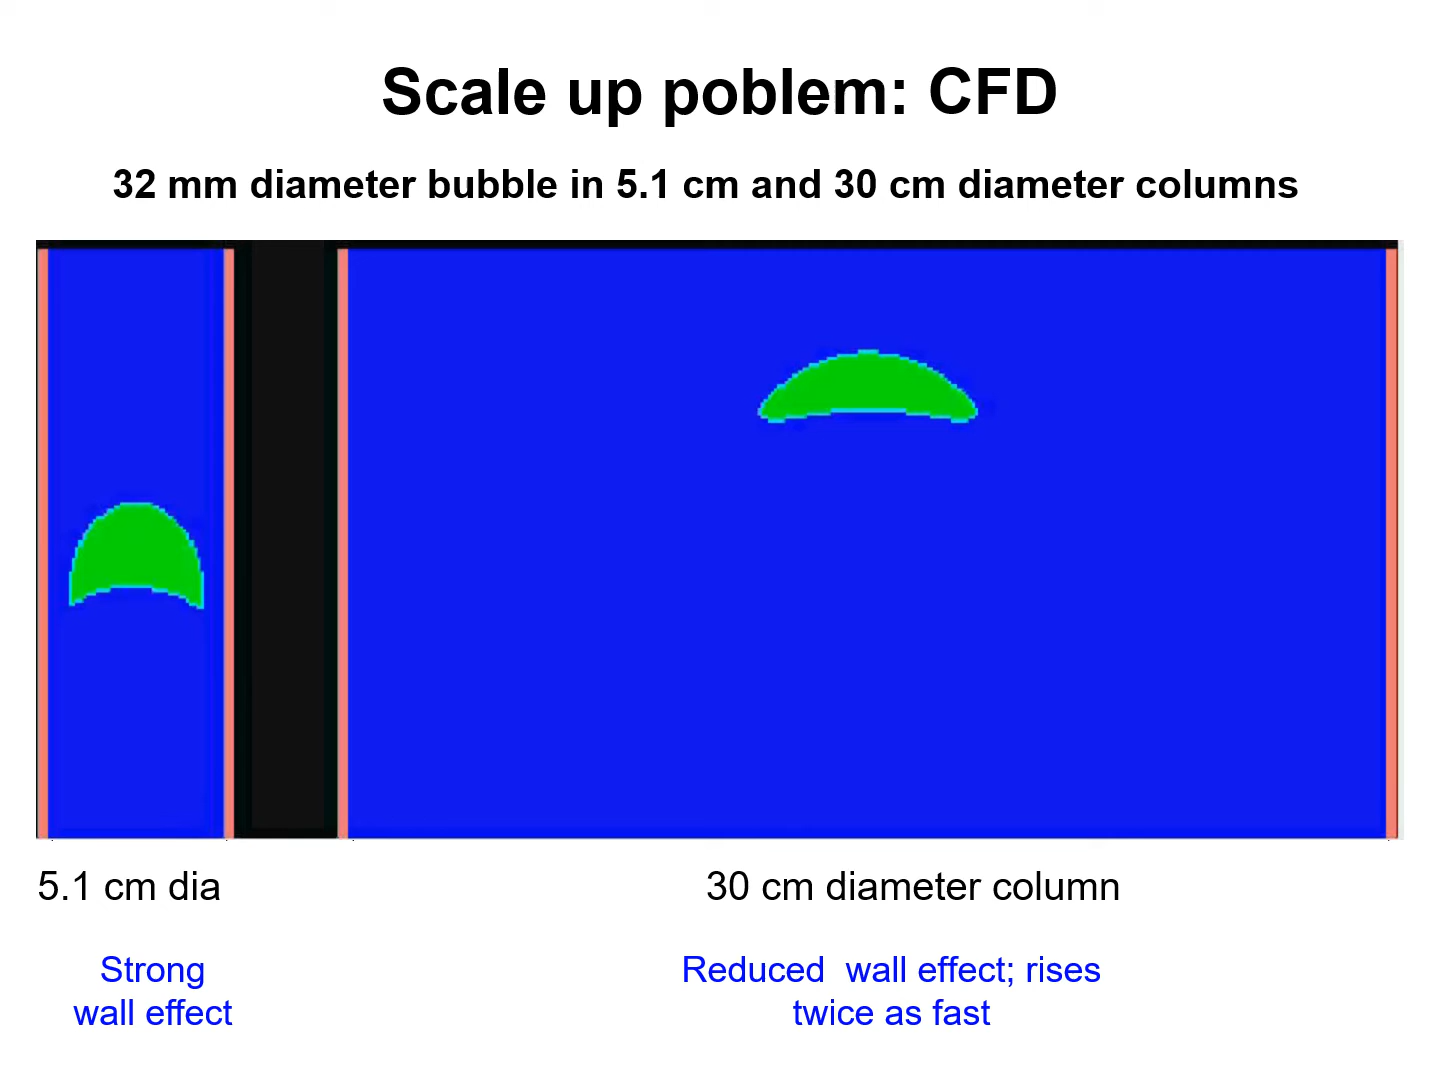 Scale up poblem: CFD
32 mm diameter bubble in 5.1 cm and 30 cm diameter columns
5.1 cm dia
30 cm diameter column
Strong
wall effect
Reduced  wall effect; rises
twice as fast